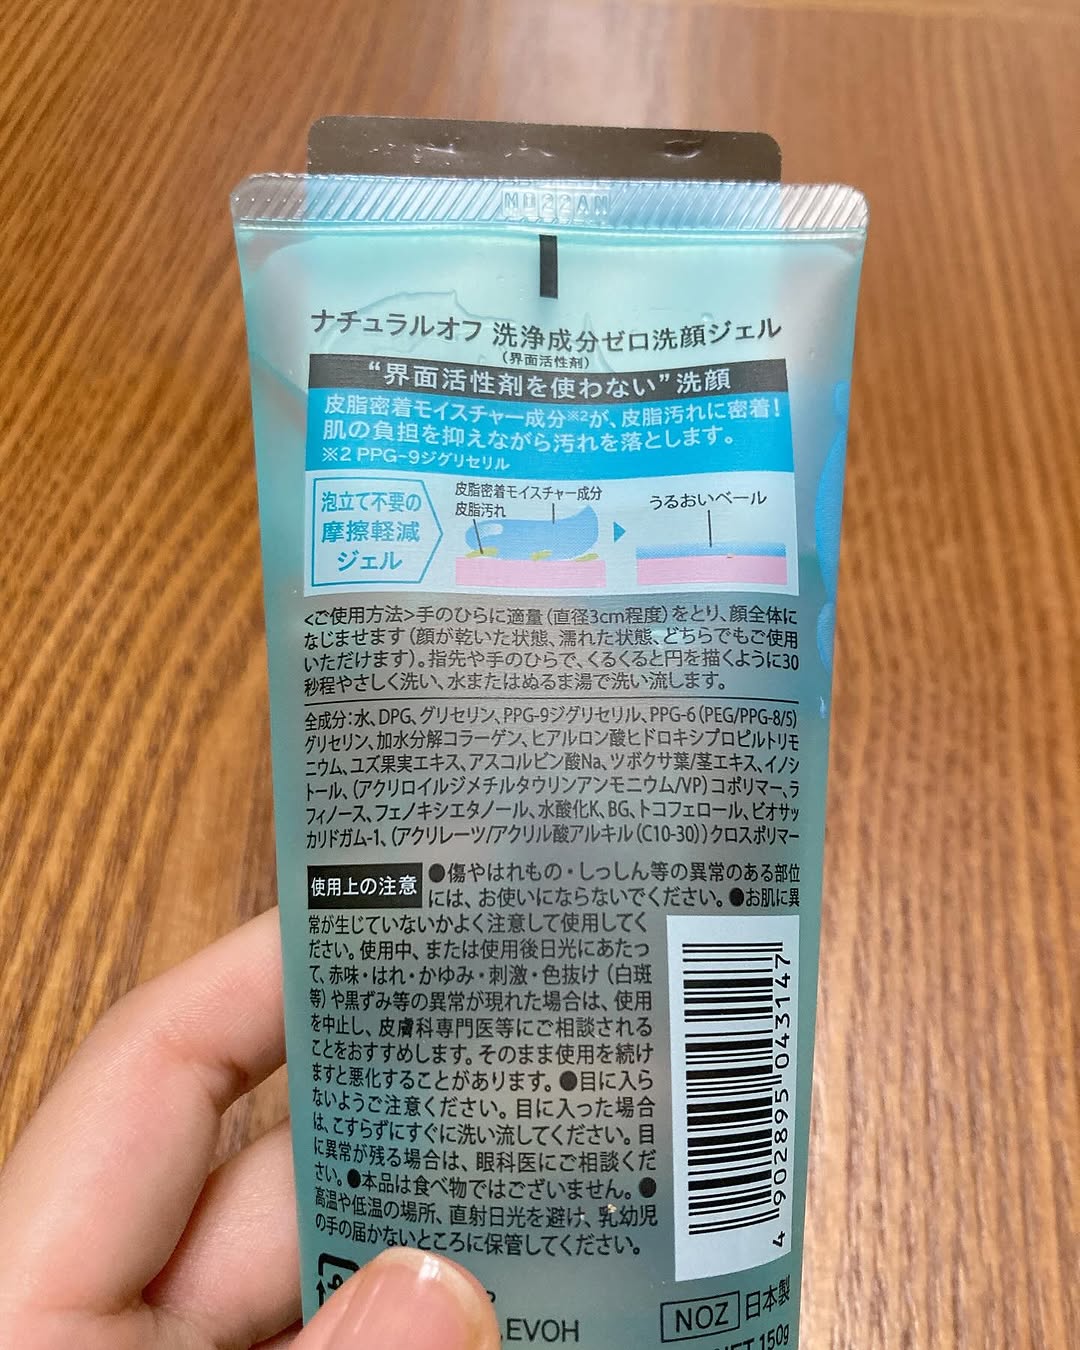 MD22AN
ナチュラルオフ 洗浄成分ゼロ洗顔ジェル
(界面活性剤)
“界面活性剤を使わない”洗顔
皮脂密着モイスチャー成分※2が、皮脂汚れに密着!
肌の負担を抑えながら汚れを落とします。
※2 PPG-9ジグリセリル
泡立て不要の
摩擦軽減
ジェル
皮脂密着モイスチャー成分
皮脂汚れ
うるおいベール
<ご使用方法>手のひらに適量(直径3cm程度)をとり、顔全体に
なじませます(顔が乾いた状態、濡れた状態、どちらでもご使用
いただけます)。指先や手のひらで、くるくると円を描くように30
秒程やさしく洗い、水またはぬるま湯で洗い流します。
全成分:水、DPG、グリセリン、PPG-9ジグリセリル、PPG-6(PEG/PPG-8/5)
グリセリン、加水分解コラーゲン、ヒアルロン酸ヒドロキシプロピルトリモ
ニウム、ユズ果実エキス、アスコルビン酸Na、ツボクサ葉/茎エキス、イノシ
トール、(アクリロイルジメチルタウリンアンモニウム/VP)コポリマー、ラ
フィノース、フェノキシエタノール、水酸化K、BG、トコフェロール、ビオサッ
カリドガム-1、(アクリレーツ/アクリル酸アルキル(C10-30))クロスポリマー
使用上の注意
●傷やはれもの・しっしん等の異常のある部位
には、お使いにならないでください。●お肌に異
常が生じていないかよく注意して使用してく
ださい。使用中、または使用後日光にあたっ
て、赤味・はれ・かゆみ・刺激・色抜け(白斑
等)や黒ずみ等の異常が現れた場合は、使用
を中止し、皮膚科専門医等にご相談される
ことをおすすめします。そのまま使用を続け
ますと悪化することがあります。●目に入ら
ないようご注意ください。目に入った場合
は、こすらずにすぐに洗い流してください。目
に異常が残る場合は、眼科医にご相談くだ
さい。●本品は食べ物ではございません。●
高温や低温の場所、直射日光を避け、乳幼児
の手の届かないところに保管してください。
4 902895 043147
,EVOH
NOZ 日本製
NET 150g